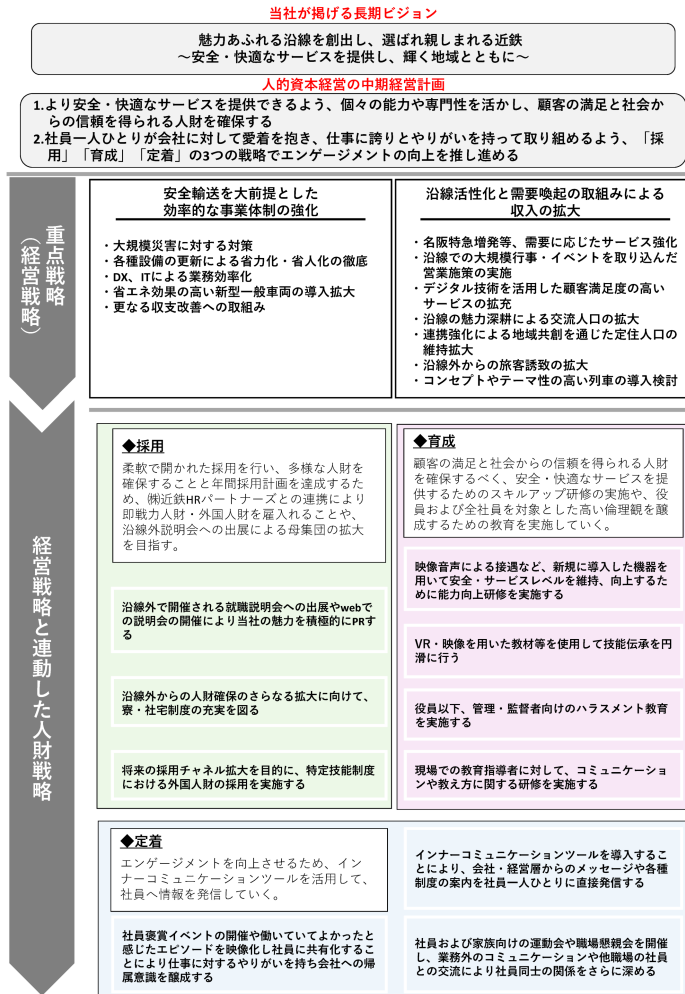 当社が掲げる長期ビジョン
魅力あふれる沿線を創出し、選ばれ親しまれる近鉄
～安全・快適なサービスを提供し、輝く地域とともに～
人的資本経営の中期経営計画
1.より安全・快適なサービスを提供できるよう、個々の能力や専門性を活かし、顧客の満足と社会か
らの信頼を得られる人財を確保する
2.社員一人ひとりが会社に対して愛着を抱き、仕事に誇りとやりがいを持って取り組めるよう、「採
用」「育成」「定着」の3つの戦略でエンゲージメントの向上を推し進める
重点戦略
（経営戦略）
安全輸送を大前提とした
効率的な事業体制の強化
・大規模災害に対する対策
・各種設備の更新による省力化・省人化の徹底
・DX、ITによる業務効率化
・省エネ効果の高い新型一般車両の導入拡大
・更なる収支改善への取組み
沿線活性化と需要喚起の取組みによる
収入の拡大
・名阪特急増発等、需要に応じたサービス強化
・沿線での大規模行事・イベントを取り込んだ
営業施策の実施
・デジタル技術を活用した顧客満足度の高い
サービスの拡充
・沿線の魅力深耕による交流人口の拡大
・連携強化による地域共創を通じた定住人口の
維持拡大
・沿線外からの旅客誘致の拡大
・コンセプトやテーマ性の高い列車の導入検討
経営戦略と連動した人財戦略
◆採用
柔軟で開かれた採用を行い、多様な人財を
確保することと年間採用計画を達成するた
め、㈱近鉄HRパートナーズとの連携により
即戦力人財・外国人財を雇入れることや、
沿線外説明会への出展による母集団の拡大
を目指す。
沿線外で開催される就職説明会への出展やwebで
の説明会の開催により当社の魅力を積極的にPRす
る
沿線外からの人財確保のさらなる拡大に向けて、
寮・社宅制度の充実を図る
将来の採用チャネル拡大を目的に、特定技能制度
における外国人財の採用を実施する
◆育成
顧客の満足と社会からの信頼を得られる人財
を確保するべく、安全・快適なサービスを提
供するためのスキルアップ研修の実施や、役
員および全社員を対象とした高い倫理観を醸
成するための教育を実施していく。
映像音声による接遇など、新規に導入した機器を
用いて安全・サービスレベルを維持、向上するた
めに能力向上研修を実施する
VR・映像を用いた教材等を使用して技能伝承を円
滑に行う
役員以下、管理・監督者向けのハラスメント教育
を実施する
現場での教育指導者に対して、コミュニケーショ
ンや教え方に関する研修を実施する
◆定着
エンゲージメントを向上させるため、イン
ナーコミュニケーションツールを活用して、
社員へ情報を発信していく。
社員褒賞イベントの開催や働いていてよかったと
感じたエピソードを映像化し社員に共有化するこ
とにより仕事に対するやりがいを持ち会社への帰
属意識を醸成する
インナーコミュニケーションツールを導入するこ
とにより、会社・経営層からのメッセージや各種
制度の案内を社員一人ひとりに直接発信する
社員および家族向けの運動会や職場懇親会を開催
し、業務外のコミュニケーションや他職場の社員
との交流により社員同士の関係をさらに深める